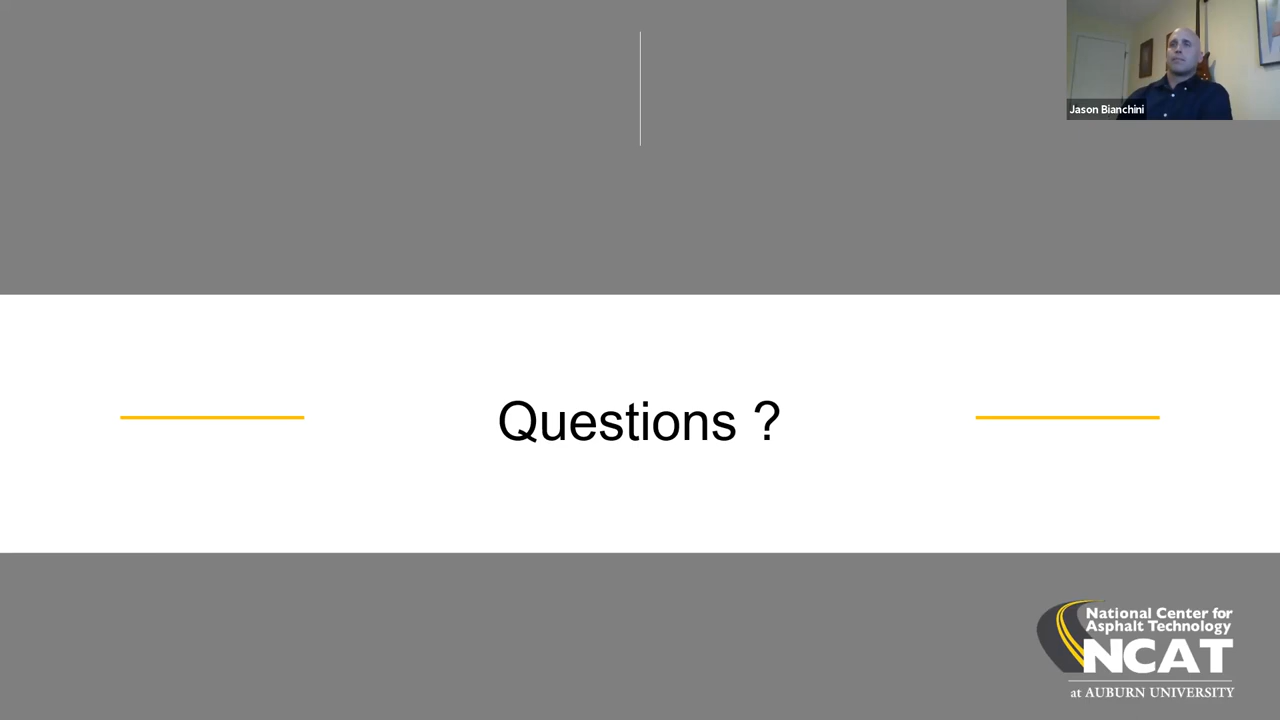 Jason Bianchini
Questions ?
National Center for
Asphalt Technology
NCAT
at AUBURN UNIVERSITY